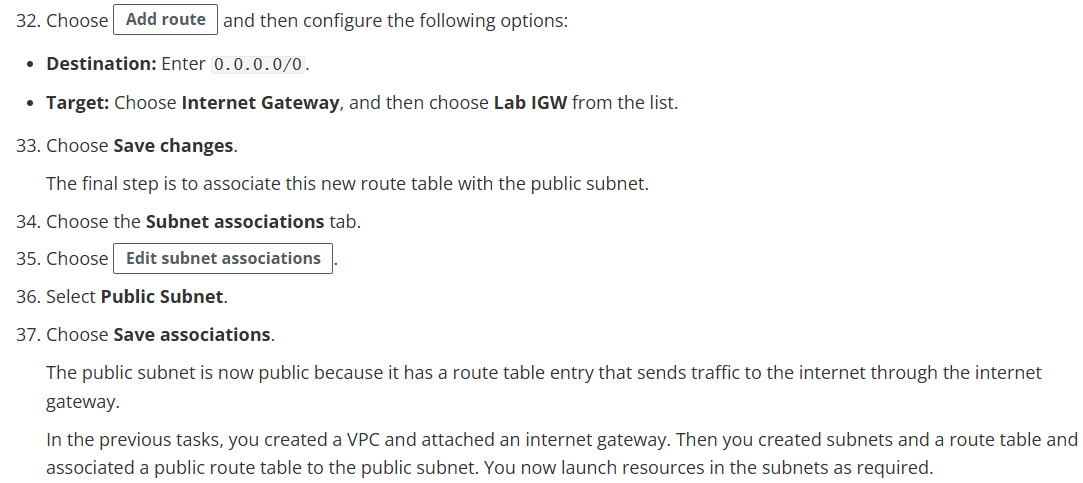 32. Choose Add route and then configure the following options:
• Destination: Enter 0.0.0.0/0.
• Target: Choose Internet Gateway, and then choose Lab IGW from the list.
33. Choose Save changes.
The final step is to associate this new route table with the public subnet.
34. Choose the Subnet associations tab.
35. Choose Edit subnet associations.
36. Select Public Subnet.
37. Choose Save associations.
The public subnet is now public because it has a route table entry that sends traffic to the internet through the internet
gateway.
In the previous tasks, you created a VPC and attached an internet gateway. Then you created subnets and a route table and
associated a public route table to the public subnet. You now launch resources in the subnets as required.